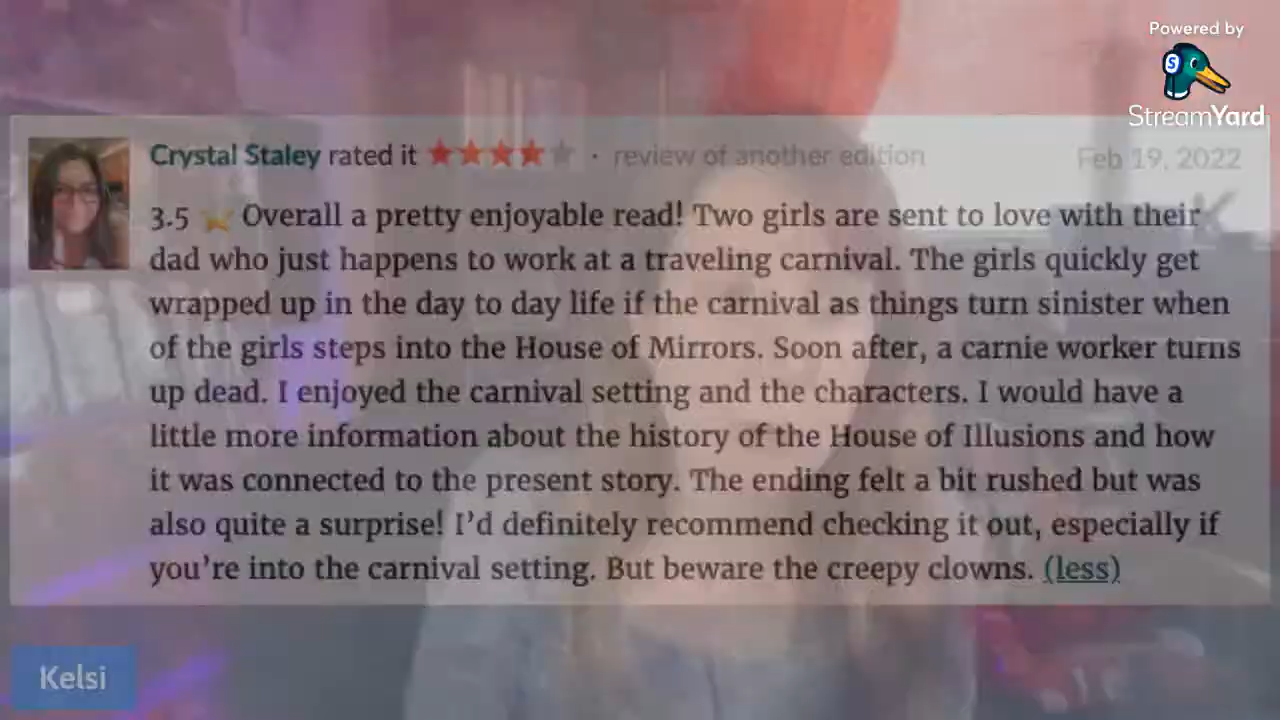 Powered by
StreamYard
Crystal Staley rated it · review of another edition Feb 19, 2022
3.5 ⭐ Overall a pretty enjoyable read! Two girls are sent to love with their
dad who just happens to work at a traveling carnival. The girls quickly get
wrapped up in the day to day life if the carnival as things turn sinister when
of the girls steps into the House of Mirrors. Soon after, a carnie worker turns
up dead. I enjoyed the carnival setting and the characters. I would have a
little more information about the history of the House of Illusions and how
it was connected to the present story. The ending felt a bit rushed but was
also quite a surprise! I'd definitely recommend checking it out, especially if
you're into the carnival setting. But beware the creepy clowns. (less)
Kelsi